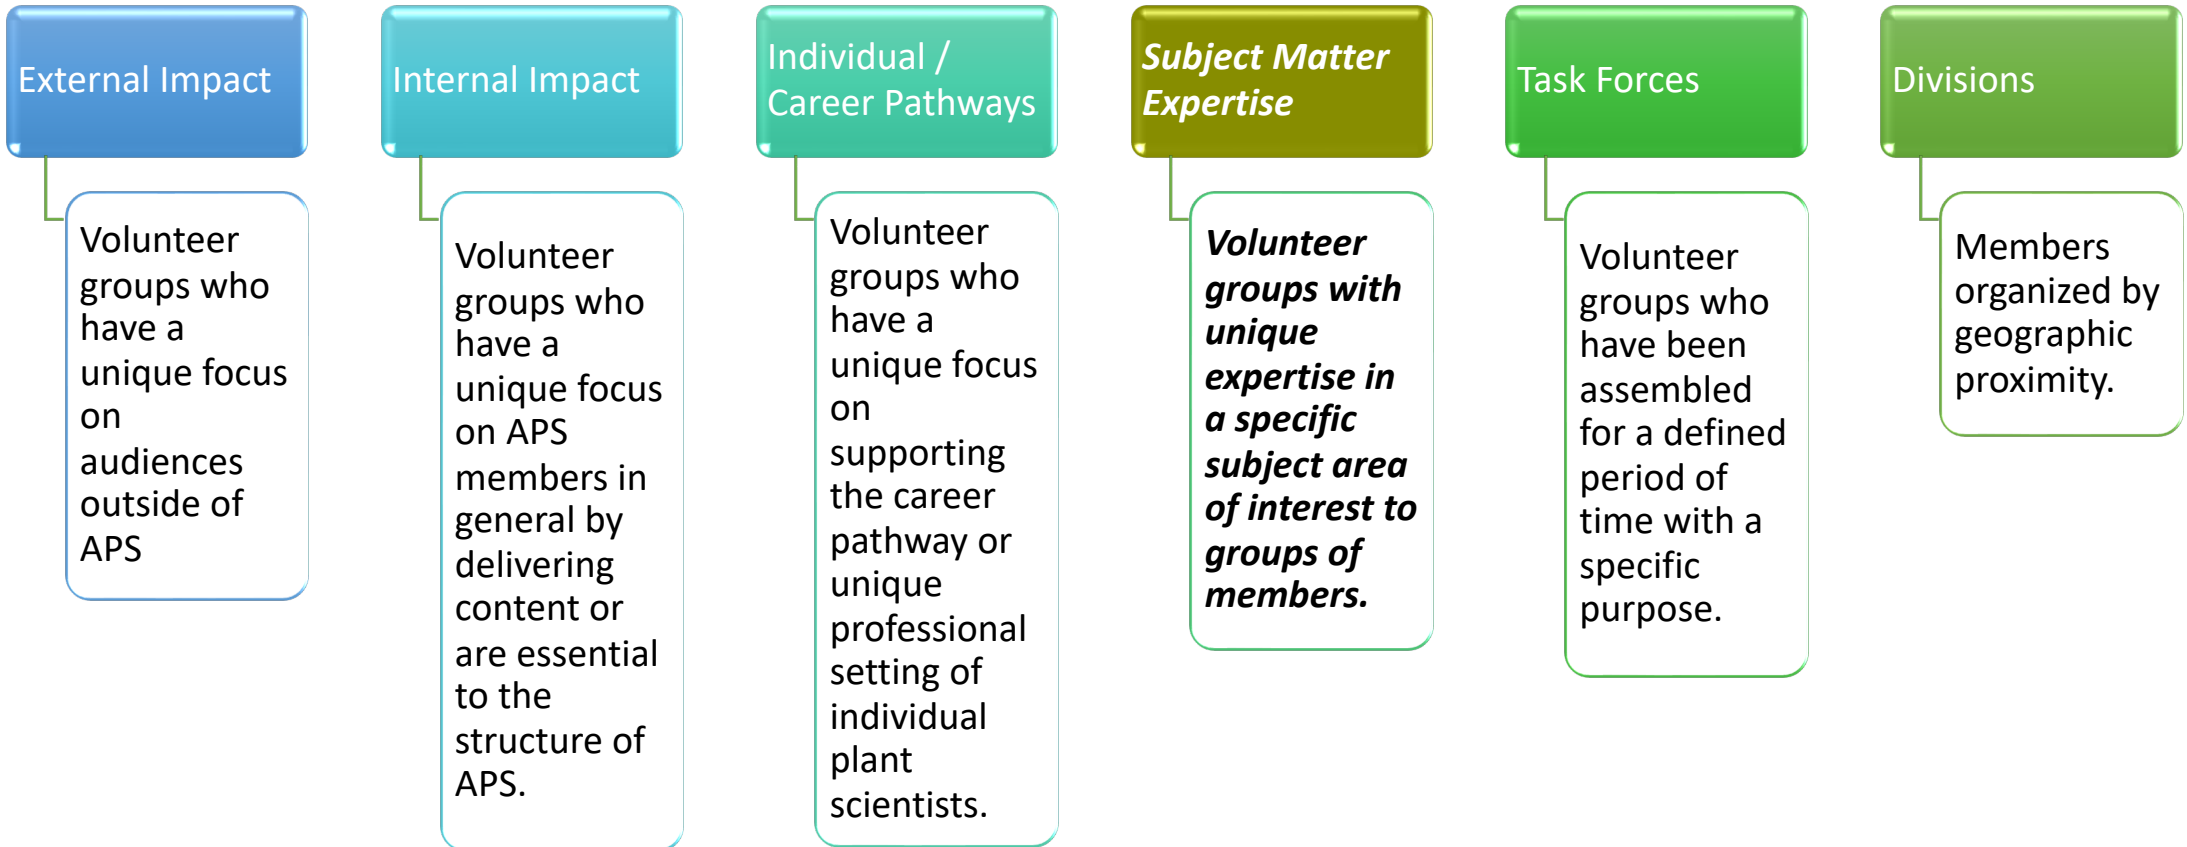 External Impact
Volunteer
groups who
have a
unique focus
on
audiences
outside of
APS
Internal Impact
Volunteer
groups who
have a
unique focus
on APS
members in
general by
delivering
content or
are essential
to the
structure of
APS.
Individual /
Career Pathways
Volunteer
groups who
have a
unique focus
on
supporting
the career
pathway or
unique
professional
setting of
individual
plant
scientists.
Subject Matter
Expertise
Volunteer
groups with
unique
expertise in
a specific
subject area
of interest to
groups of
members.
Task Forces
Volunteer
groups who
have been
assembled
for a defined
period of
time with a
specific
purpose.
Divisions
Members
organized by
geographic
proximity.